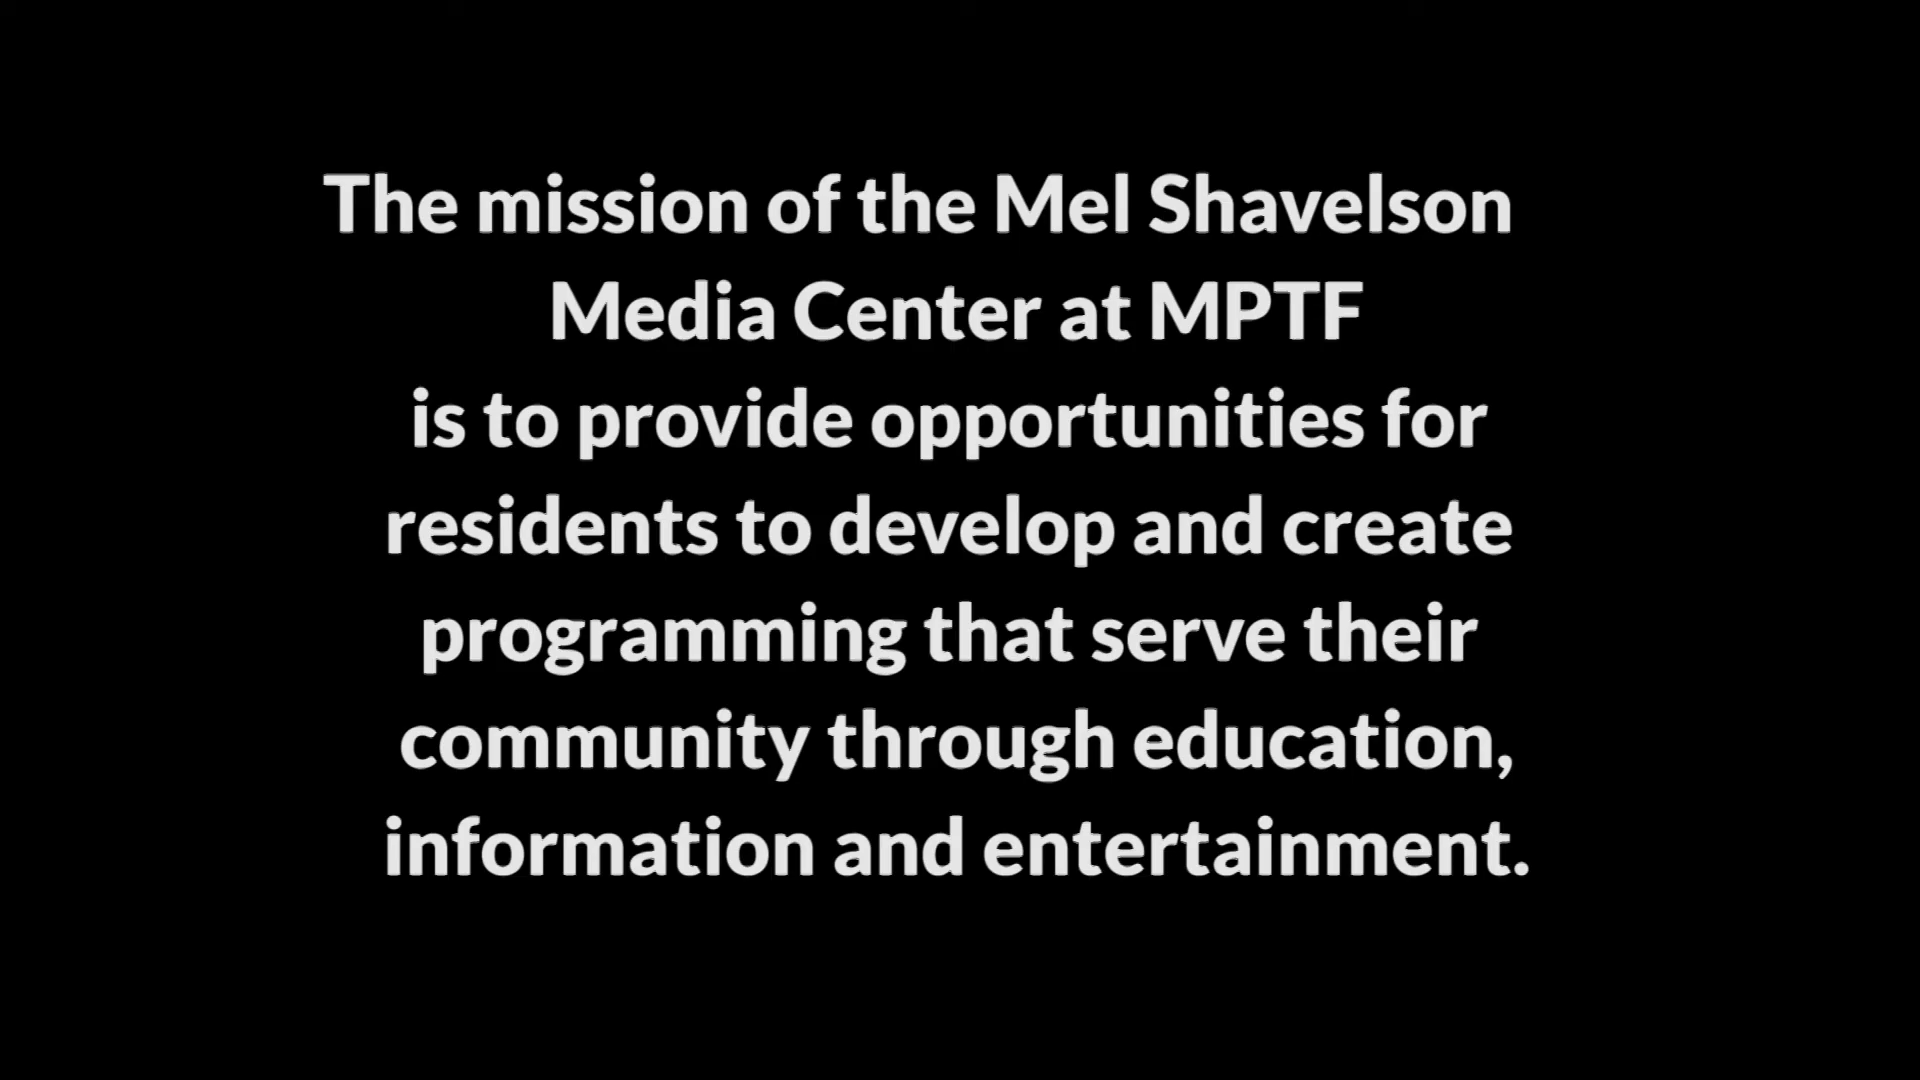 The mission of the Mel Shavelson
Media Center at MPTF
is to provide opportunities for
residents to develop and create
programming that serve their
community through education,
information and entertainment.